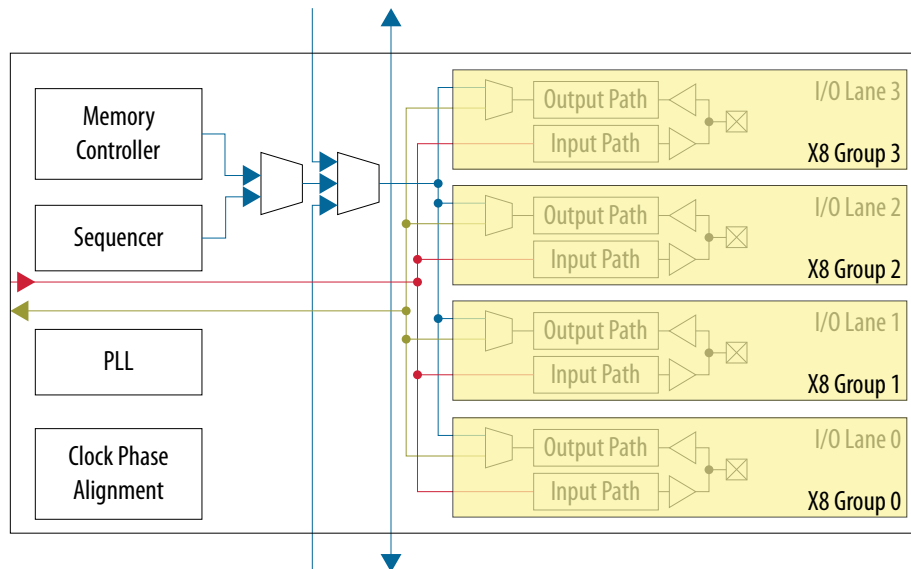 Memory
Controller
Sequencer
PLL
Clock Phase
Alignment
Output Path
I/O Lane 3
Input Path
X8 Group 3
Output Path
I/O Lane 2
Input Path
X8 Group 2
Output Path
I/O Lane 1
Input Path
X8 Group 1
Output Path
I/O Lane 0
Input Path
X8 Group 0